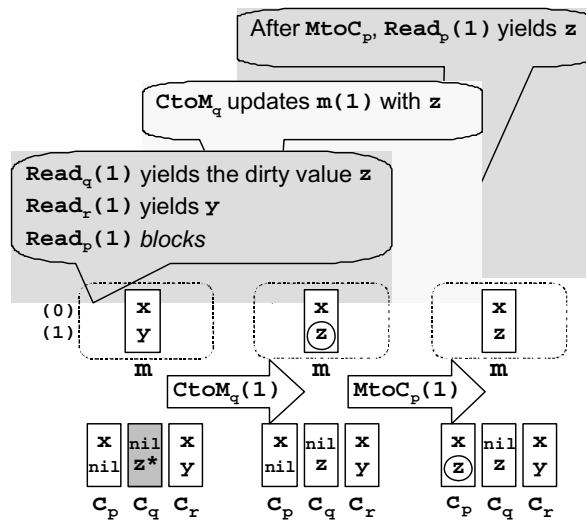 After MtoCp, Readp(1) yields z
CtoMq updates m(1) with z
Readq(1) yields the dirty value z
Readr(1) yields y
Readp(1) blocks
(0) x x x
(1) y z z
m m m
CtoMq(1) MtoCp(1)
x nil x x nil x x nil x
nil z* y nil z y z z y
cp cq cr cp cq cr cp cq cr